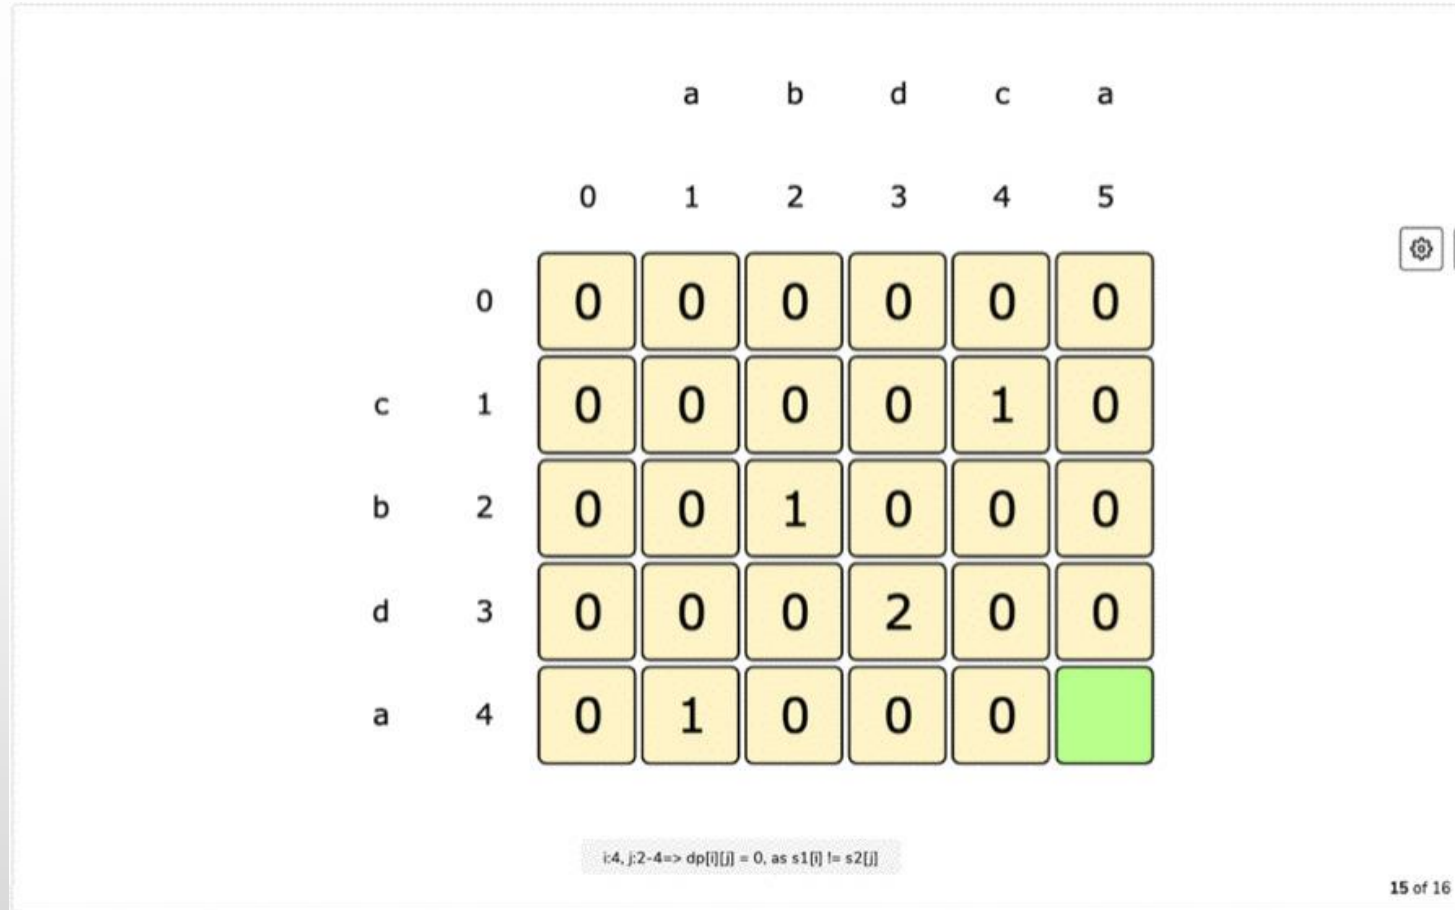 a b d c a
0 1 2 3 4 5
0 0 0 0 0 0 0
c 1 0 0 0 0 1 0
b 2 0 0 1 0 0 0
d 3 0 0 0 2 0 0
a 4 0 1 0 0 0
i:4, j:2-4=> dp[i][j] = 0, as s1[i] != s2[j]
15 of 16